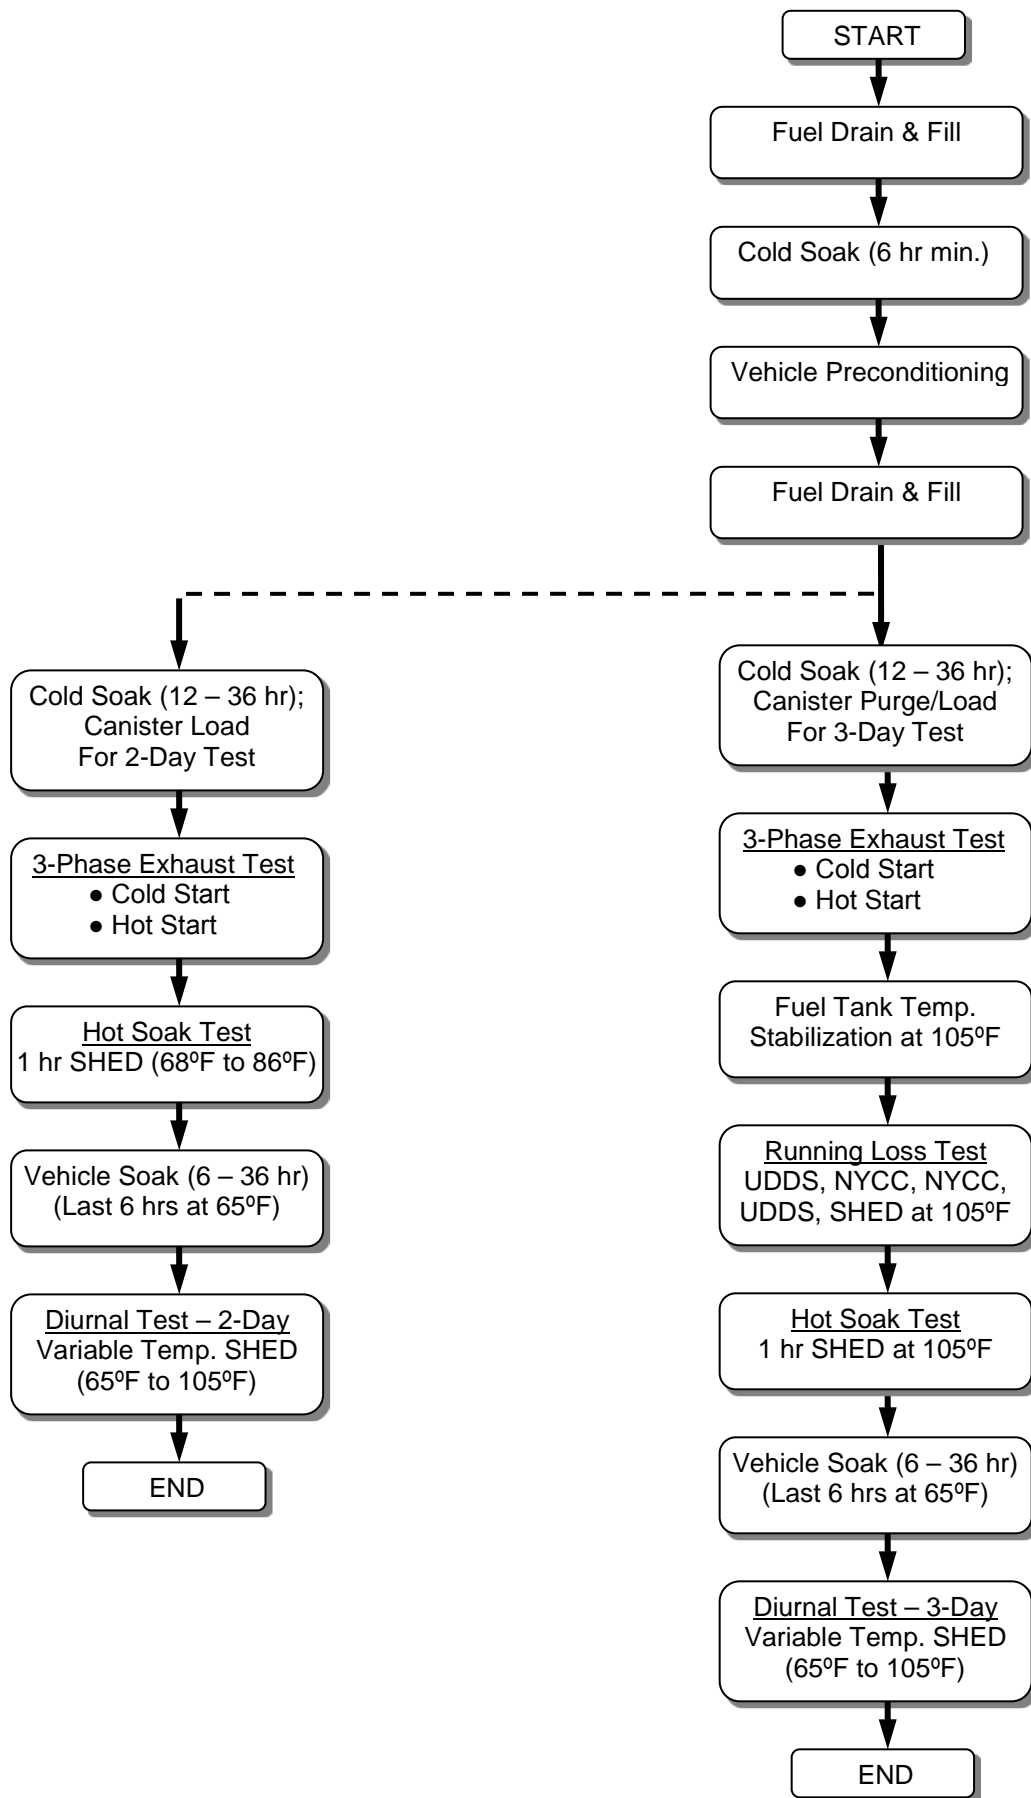 START
Fuel Drain & Fill
Cold Soak (6 hr min.)
Vehicle Preconditioning
Fuel Drain & Fill
Cold Soak (12 – 36 hr);
Canister Load
For 2-Day Test
3-Phase Exhaust Test
● Cold Start
● Hot Start
Hot Soak Test
1 hr SHED (68ºF to 86ºF)
Vehicle Soak (6 – 36 hr)
(Last 6 hrs at 65ºF)
Diurnal Test – 2-Day
Variable Temp. SHED
(65ºF to 105ºF)
END
Cold Soak (12 – 36 hr);
Canister Purge/Load
For 3-Day Test
3-Phase Exhaust Test
● Cold Start
● Hot Start
Fuel Tank Temp.
Stabilization at 105ºF
Running Loss Test
UDDS, NYCC, NYCC,
UDDS, SHED at 105ºF
Hot Soak Test
1 hr SHED at 105ºF
Vehicle Soak (6 – 36 hr)
(Last 6 hrs at 65ºF)
Diurnal Test – 3-Day
Variable Temp. SHED
(65ºF to 105ºF)
END